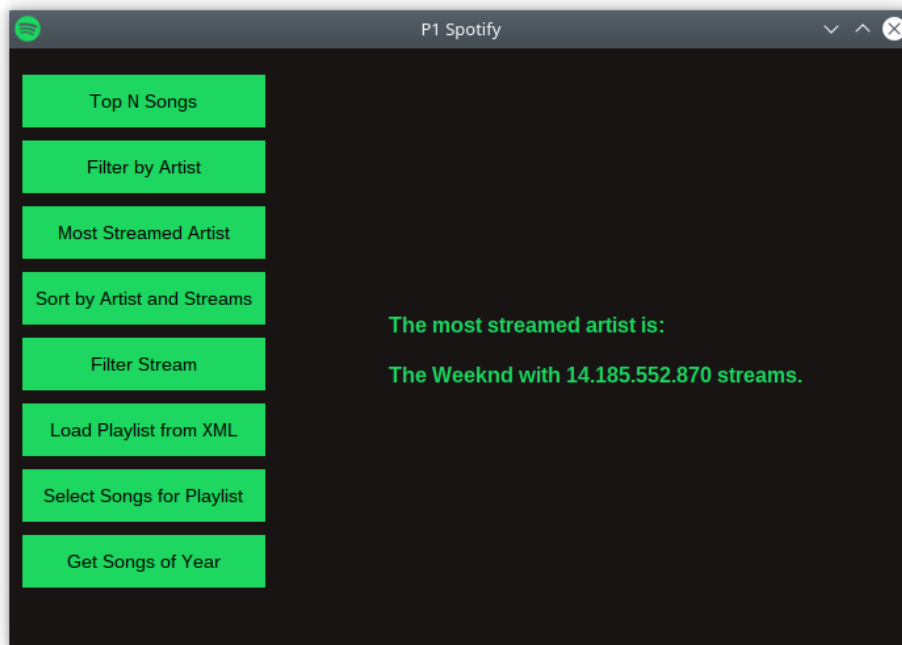 P1 Spotify
Top N Songs
Filter by Artist
Most Streamed Artist
Sort by Artist and Streams
Filter Stream
Load Playlist from XML
Select Songs for Playlist
Get Songs of Year
The most streamed artist is:
The Weeknd with 14.185.552.870 streams.